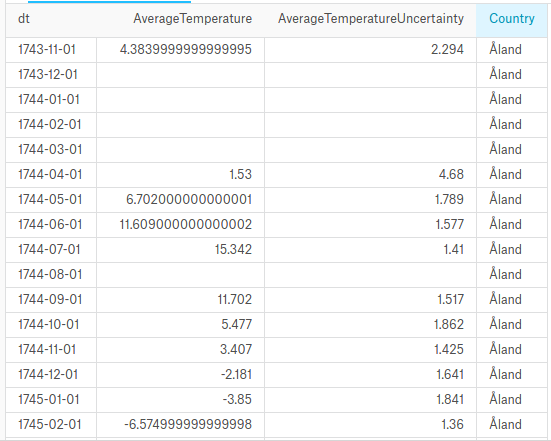 dt AverageTemperature AverageTemperatureUncertainty Country
1743-11-01 4.3839999999999995 2.294 Åland
1743-12-01 Åland
1744-01-01 Åland
1744-02-01 Åland
1744-03-01 Åland
1744-04-01 1.53 4.68 Åland
1744-05-01 6.702000000000001 1.789 Åland
1744-06-01 11.609000000000002 1.577 Åland
1744-07-01 15.342 1.41 Åland
1744-08-01 Åland
1744-09-01 11.702 1.517 Åland
1744-10-01 5.477 1.862 Åland
1744-11-01 3.407 1.425 Åland
1744-12-01 -2.181 1.641 Åland
1745-01-01 -3.85 1.841 Åland
1745-02-01 -6.574999999999998 1.36 Åland